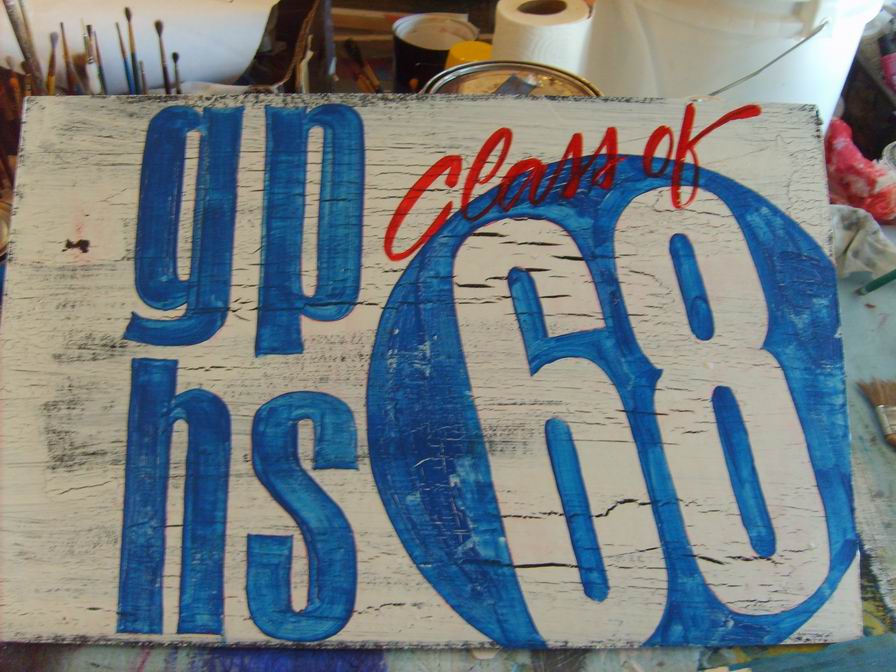 gp
hs
class of
68